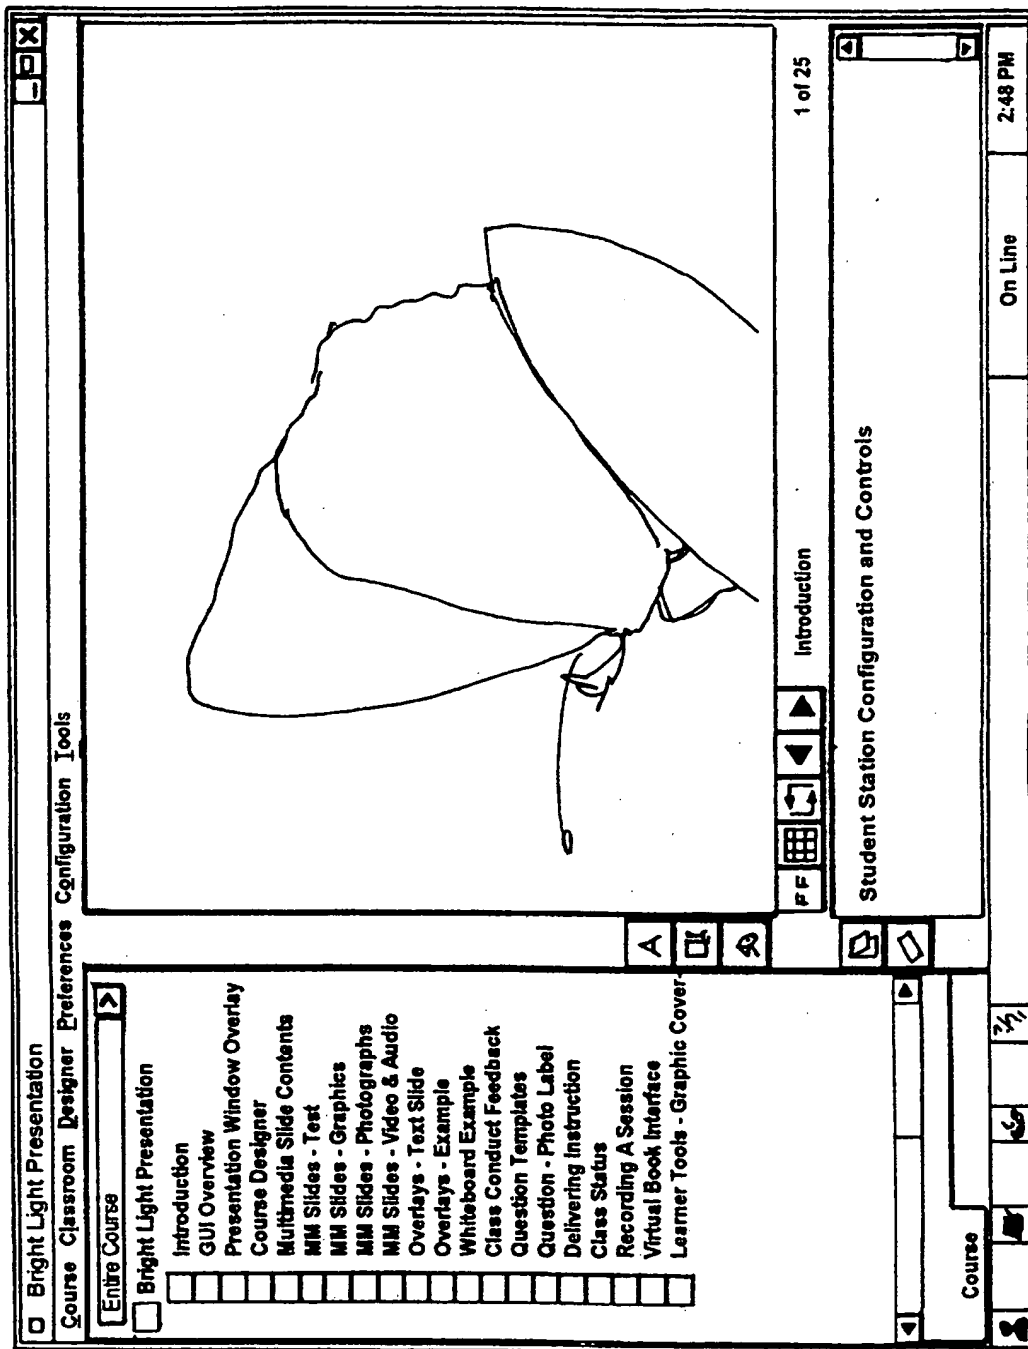 Bright Light Presentation
Course Classroom Designer Preferences Configuration Tools
Entire Course
Bright Light Presentation
Introduction
GUI Overview
Presentation Window Overlay
Course Designer
Multimedia Slide Contents
MM Slides - Test
MM Slides - Graphics
MM Slides - Photographs
MM Slides - Video & Audio
Overlays - Text Slide
Overlays - Example
Whiteboard Example
Class Conduct Feedback
Question Templates
Question - Photo Label
Delivering Instruction
Class Status
Recording A Session
Virtual Book Interface
Learner Tools - Graphic Cover
A
FF
Introduction
1 of 25
Student Station Configuration and Controls
Course
On Line
2:48 PM